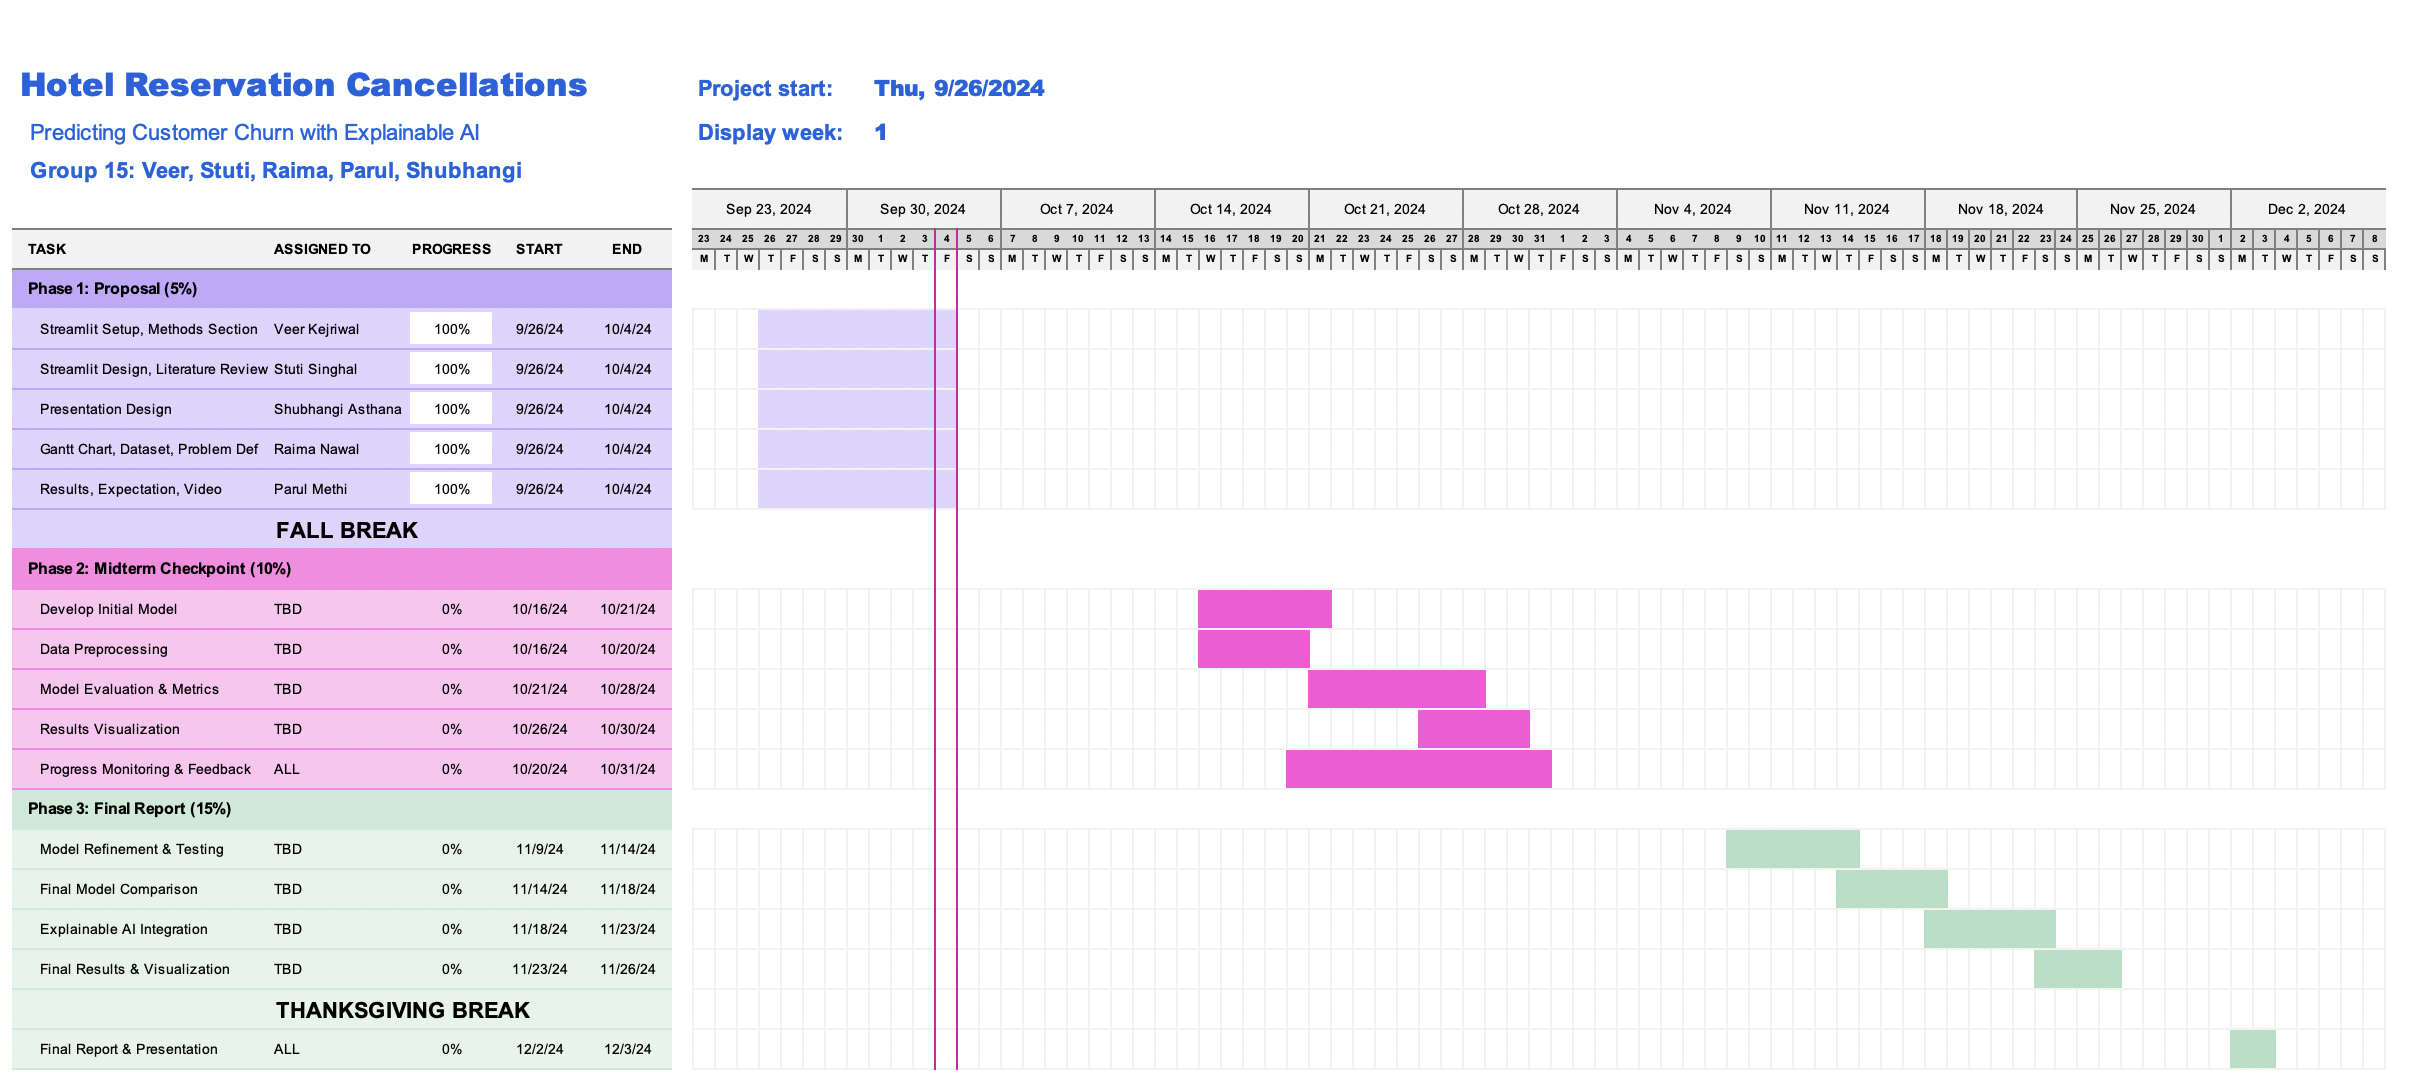 Hotel Reservation Cancellations
Project start: Thu, 9/26/2024
Predicting Customer Churn with Explainable AI
Display week: 1
Group 15: Veer, Stuti, Raima, Parul, Shubhangi
Sep 23, 2024 Sep 30, 2024 Oct 7, 2024 Oct 14, 2024 Oct 21, 2024 Oct 28, 2024 Nov 4, 2024 Nov 11, 2024 Nov 18, 2024 Nov 25, 2024 Dec 2, 2024
TASK ASSIGNED TO PROGRESS START END
23 24 25 26 27 28 29 30 1 2 3 4 5 6 7 8 9 10 11 12 13 14 15 16 17 18 19 20 21 22 23 24 25 26 27 28 29 30 31 1 2 3 4 5 6 7 8 9 10 11 12 13 14 15 16 17 18 19 20 21 22 23 24 25 26 27 28 29 30 1 2 3 4 5 6 7 8
M T W T F S S M T W T F S S M T W T F S S M T W T F S S M T W T F S S M T W T F S S M T W T F S S M T W T F S S M T W T F S S M T W T F S S M T W T F S S
Phase 1: Proposal (5%)
Streamlit Setup, Methods Section Veer Kejriwal 100% 9/26/24 10/4/24
Streamlit Design, Literature Review Stuti Singhal 100% 9/26/24 10/4/24
Presentation Design Shubhangi Asthana 100% 9/26/24 10/4/24
Gantt Chart, Dataset, Problem Def Raima Nawal 100% 9/26/24 10/4/24
Results, Expectation, Video Parul Methi 100% 9/26/24 10/4/24
FALL BREAK
Phase 2: Midterm Checkpoint (10%)
Develop Initial Model TBD 0% 10/16/24 10/21/24
Data Preprocessing TBD 0% 10/16/24 10/20/24
Model Evaluation & Metrics TBD 0% 10/21/24 10/28/24
Results Visualization TBD 0% 10/26/24 10/30/24
Progress Monitoring & Feedback ALL 0% 10/20/24 10/31/24
Phase 3: Final Report (15%)
Model Refinement & Testing TBD 0% 11/9/24 11/14/24
Final Model Comparison TBD 0% 11/14/24 11/18/24
Explainable AI Integration TBD 0% 11/18/24 11/23/24
Final Results & Visualization TBD 0% 11/23/24 11/26/24
THANKSGIVING BREAK
Final Report & Presentation ALL 0% 12/2/24 12/3/24